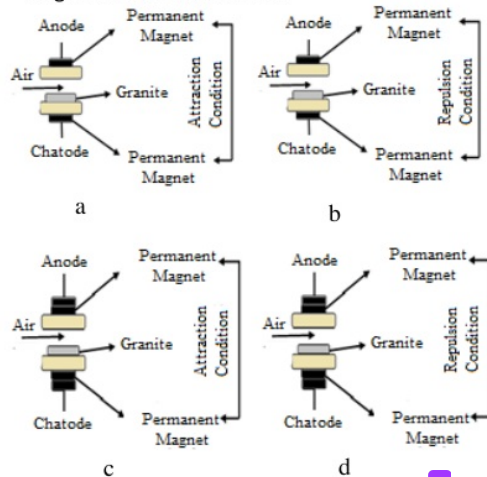 Permanent
Magnet
Anode
Air
Granite
Attraction
Condition
Chatode
Permanent
Magnet
a
Permanent
Magnet
Anode
Air
Granite
Repulsion
Condition
Chatode
Permanent
Magnet
b
Permanent
Magnet
Anode
Air
Granite
Attraction
Condition
Chatode
Permanent
Magnet
c
Permanent
Magnet
Anode
Air
Granite
Repulsion
Condition
Chatode
Permanent
Magnet
d